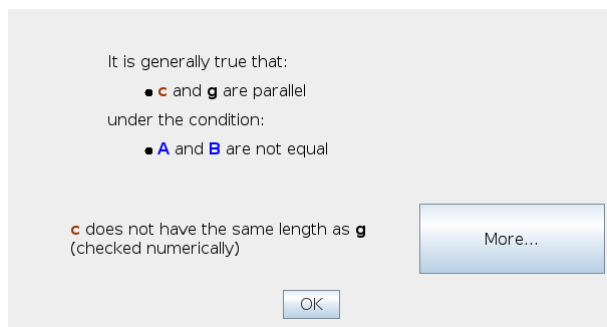 It is generally true that:
● c and g are parallel
under the condition:
● A and B are not equal
c does not have the same length as g
(checked numerically)
More...
OK